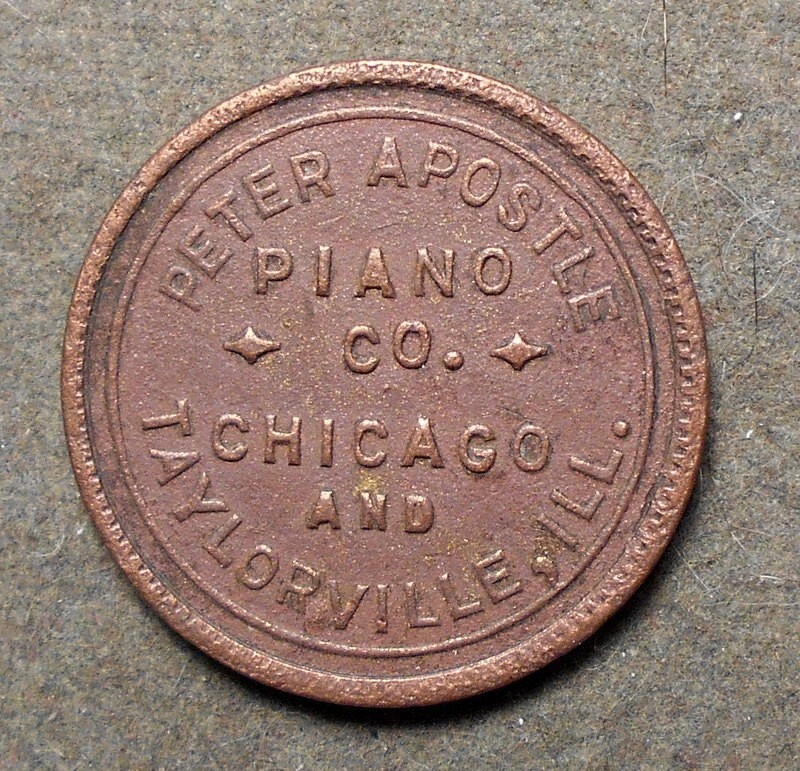 PETER APOSTLE
PIANO
CO.
CHICAGO
AND
TAYLORVILLE, ILL.